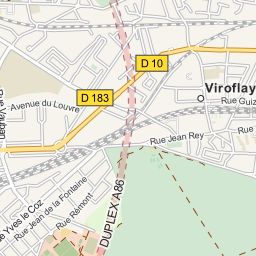 D 10
D 183
Viroflay
Rue Guiz
Avenue du Louvre
Rue Vauban
Rue Jean Rey
Rue Jean de la Fontaine
Rue Yves le Coz
Rue Rémont
DUPLEX A86